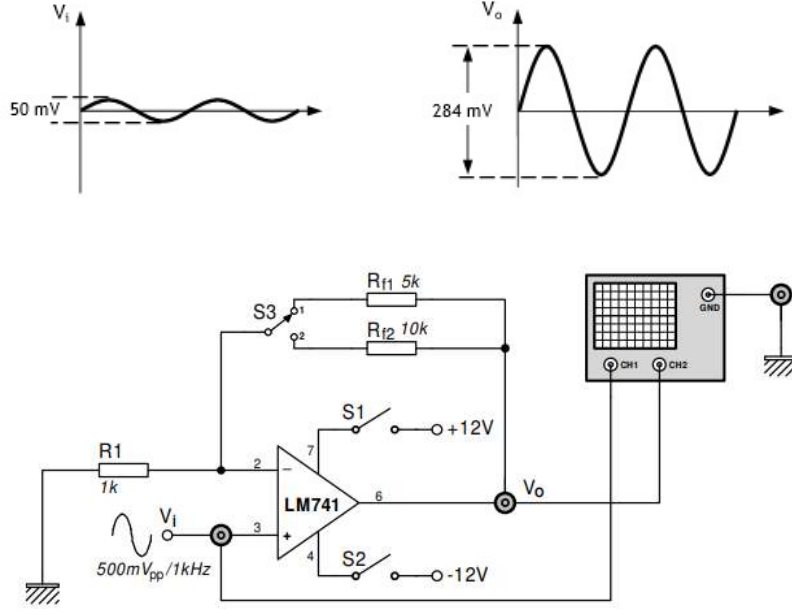 Vi
Vo
50 mV
284 mV
Rf1 5k
S3
1
2
Rf2 10k
GND
CH1
CH2
S1
+12V
R1
1k
7
2
−
LM741
6
Vo
Vi
3
+
4
S2
-12V
500mVpp/1kHz